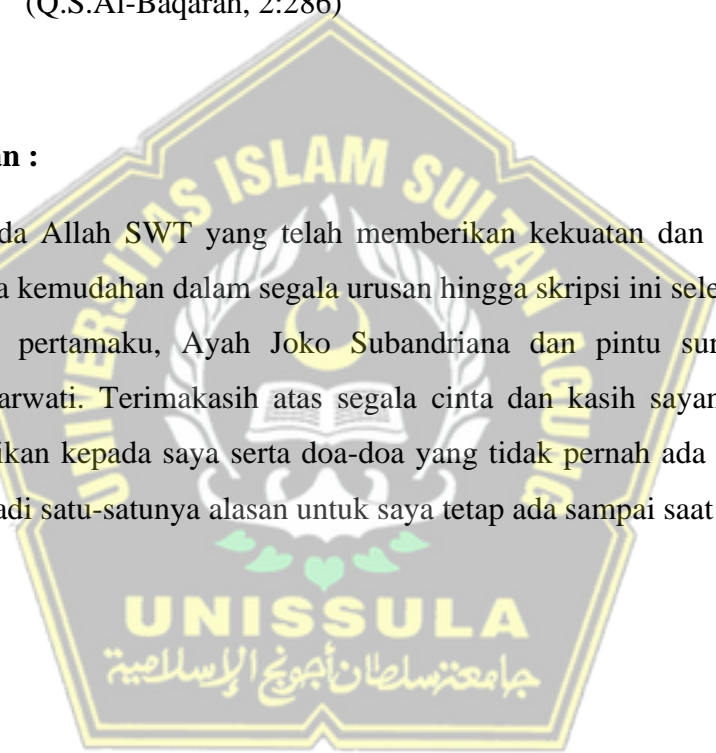 (Q.S.Al-Baqarah, 2:286)
an :
da Allah SWT yang telah memberikan kekuatan dan
a kemudahan dalam segala urusan hingga skripsi ini sele
pertamaku, Ayah Joko Subandriana dan pintu sur
arwati. Terimakasih atas segala cinta dan kasih sayan
ikan kepada saya serta doa-doa yang tidak pernah ada
adi satu-satunya alasan untuk saya tetap ada sampai saat
UNIVERSITAS ISLAM SULTAN AGUNG
UNISSULA
جامعتنسلطان أجونج الإسلامية